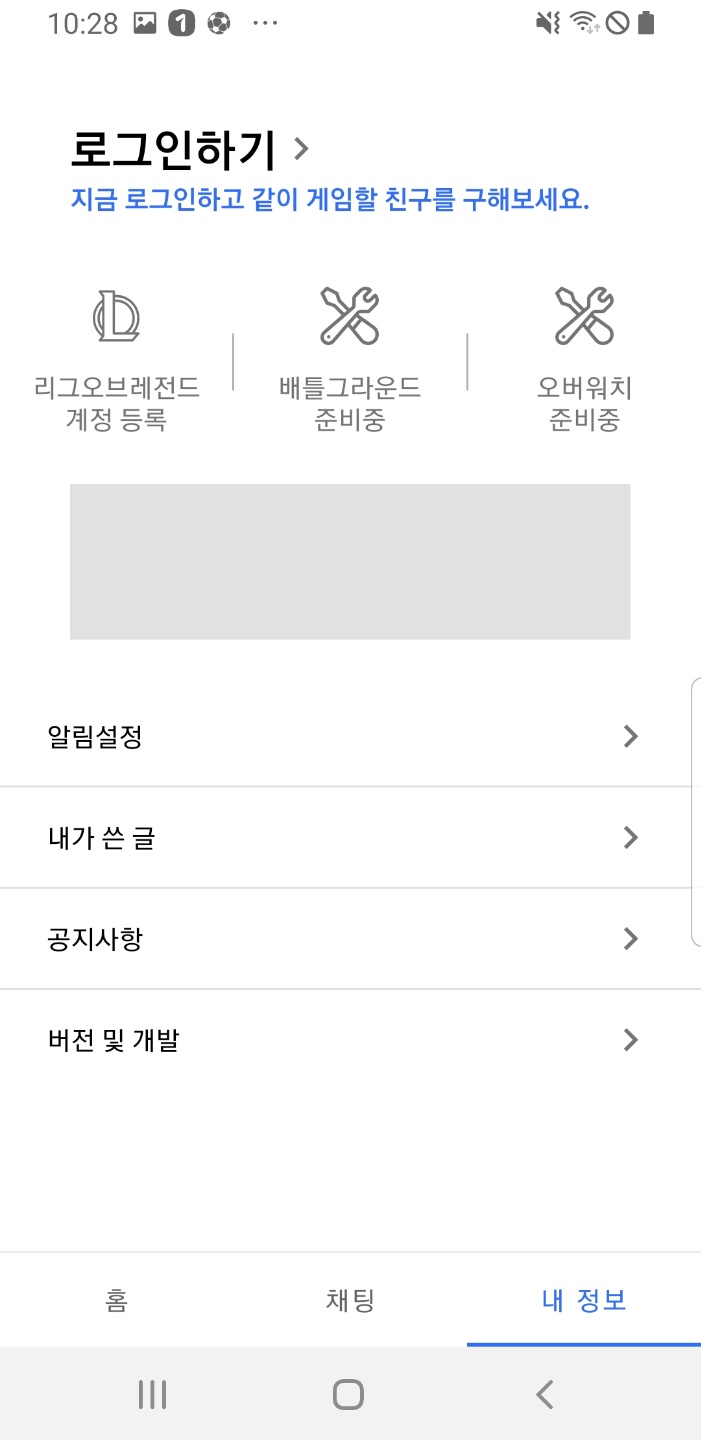 10:28
로그인하기
지금 로그인하고 같이 게임할 친구를 구해보세요.
리그오브레전드
계정 등록
배틀그라운드
준비중
오버워치
준비중
알림설정
내가 쓴 글
공지사항
버전 및 개발
홈
채팅
내 정보